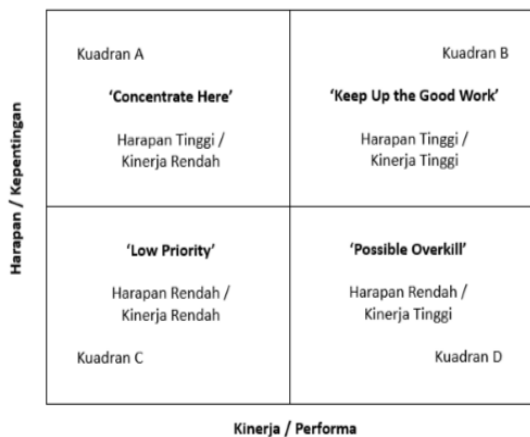 Harapan / Kepentingan
Kuadran A
'Concentrate Here'
Harapan Tinggi /
Kinerja Rendah
Kuadran B
'Keep Up the Good Work'
Harapan Tinggi /
Kinerja Tinggi
'Low Priority'
Harapan Rendah /
Kinerja Rendah
Kuadran C
'Possible Overkill'
Harapan Rendah /
Kinerja Tinggi
Kuadran D
Kinerja / Performa